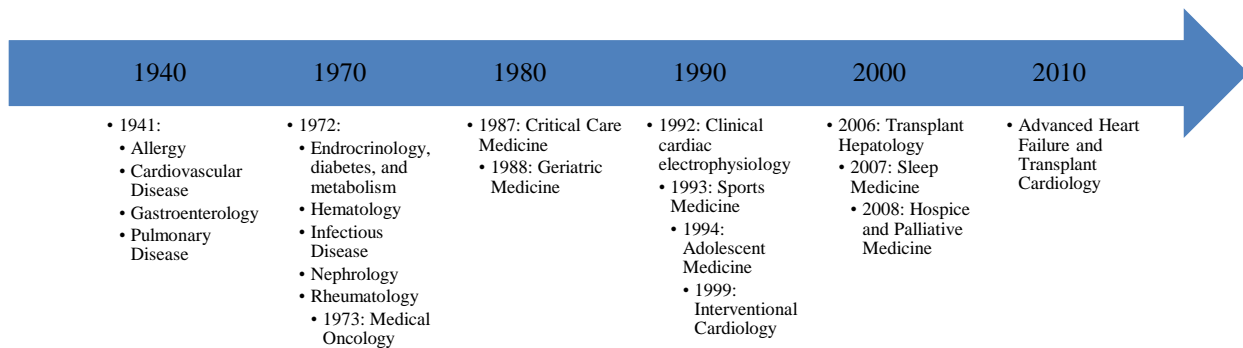 1940
1970
1980
1990
2000
2010
• 1941:
• Allergy
• Cardiovascular
Disease
• Gastroenterology
• Pulmonary
Disease
• 1972:
• Endrocrinology,
diabetes, and
metabolism
• Hematology
• Infectious
Disease
• Nephrology
• Rheumatology
• 1973: Medical
Oncology
• 1987: Critical Care
Medicine
• 1988: Geriatric
Medicine
• 1992: Clinical
cardiac
electrophysiology
• 1993: Sports
Medicine
• 1994:
Adolescent
Medicine
• 1999:
Interventional
Cardiology
• 2006: Transplant
Hepatology
• 2007: Sleep
Medicine
• 2008: Hospice
and Palliative
Medicine
• Advanced Heart
Failure and
Transplant
Cardiology